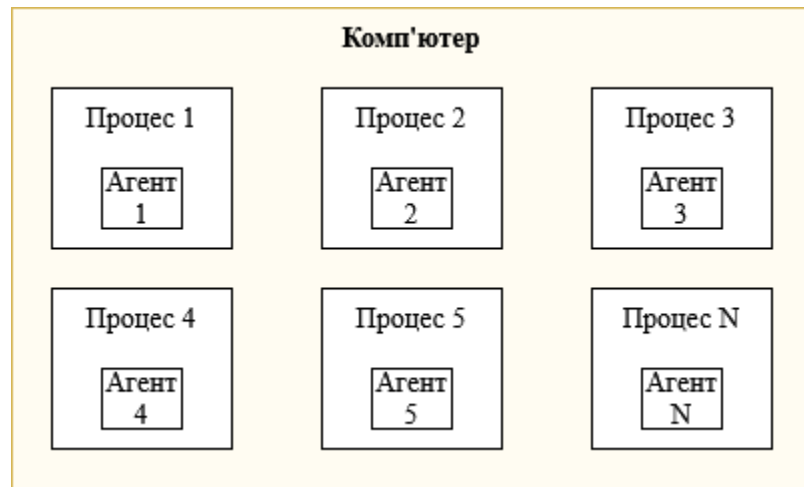 Комп'ютер
Процес 1
Агент
1
Процес 2
Агент
2
Процес 3
Агент
3
Процес 4
Агент
4
Процес 5
Агент
5
Процес N
Агент
N